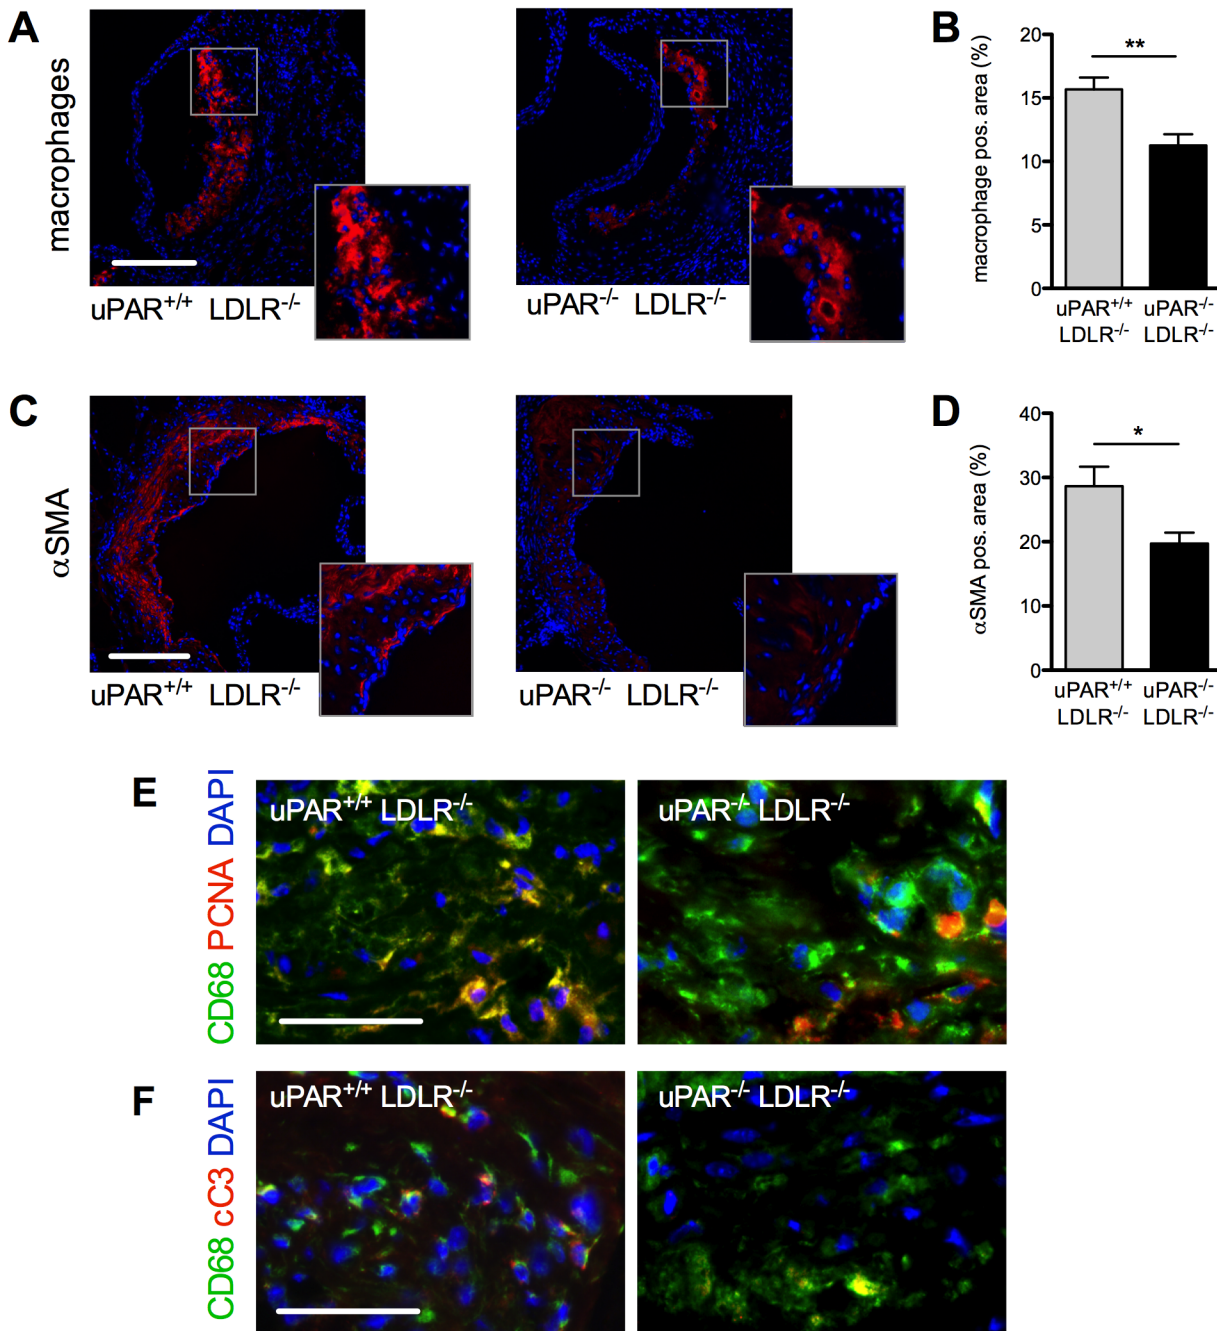 A
macrophages
uPAR+/+ LDLR-/-
uPAR-/- LDLR-/-
B
macrophage pos. area (%)
20
15
10
5
0
**
uPAR+/+
LDLR-/-
uPAR-/-
LDLR-/-
C
αSMA
uPAR+/+ LDLR-/-
uPAR-/- LDLR-/-
D
αSMA pos. area (%)
40
30
20
10
0
*
uPAR+/+
LDLR-/-
uPAR-/-
LDLR-/-
E
CD68 PCNA DAPI
uPAR+/+ LDLR-/-
uPAR-/- LDLR-/-
F
CD68 cC3 DAPI
uPAR+/+ LDLR-/-
uPAR-/- LDLR-/-